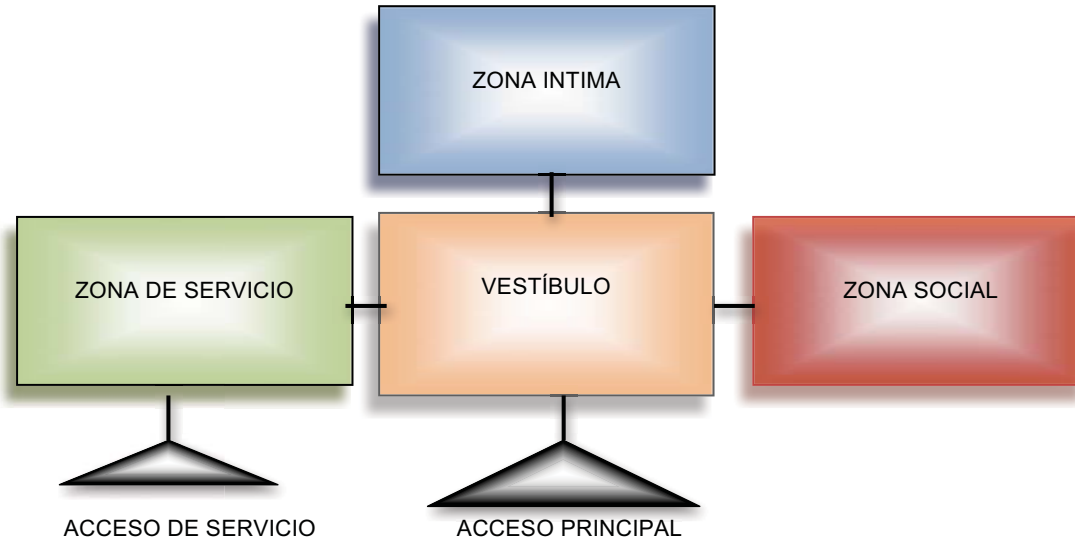 ZONA INTIMA
ZONA DE SERVICIO
VESTÍBULO
ZONA SOCIAL
ACCESO DE SERVICIO
ACCESO PRINCIPAL